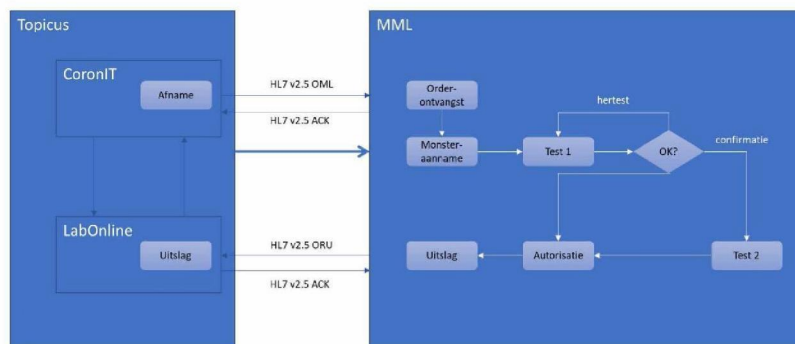 Topicus
CoronIT
Afname
LabOnline
Uitslag
HL7 v2.5 OML
HL7 v2.5 ACK
HL7 v2.5 ORU
HL7 v2.5 ACK
MML
Order-
ontvangst
hertest
Monster-
aanname
Test 1
OK?
confirmatie
Uitslag
Autorisatie
Test 2